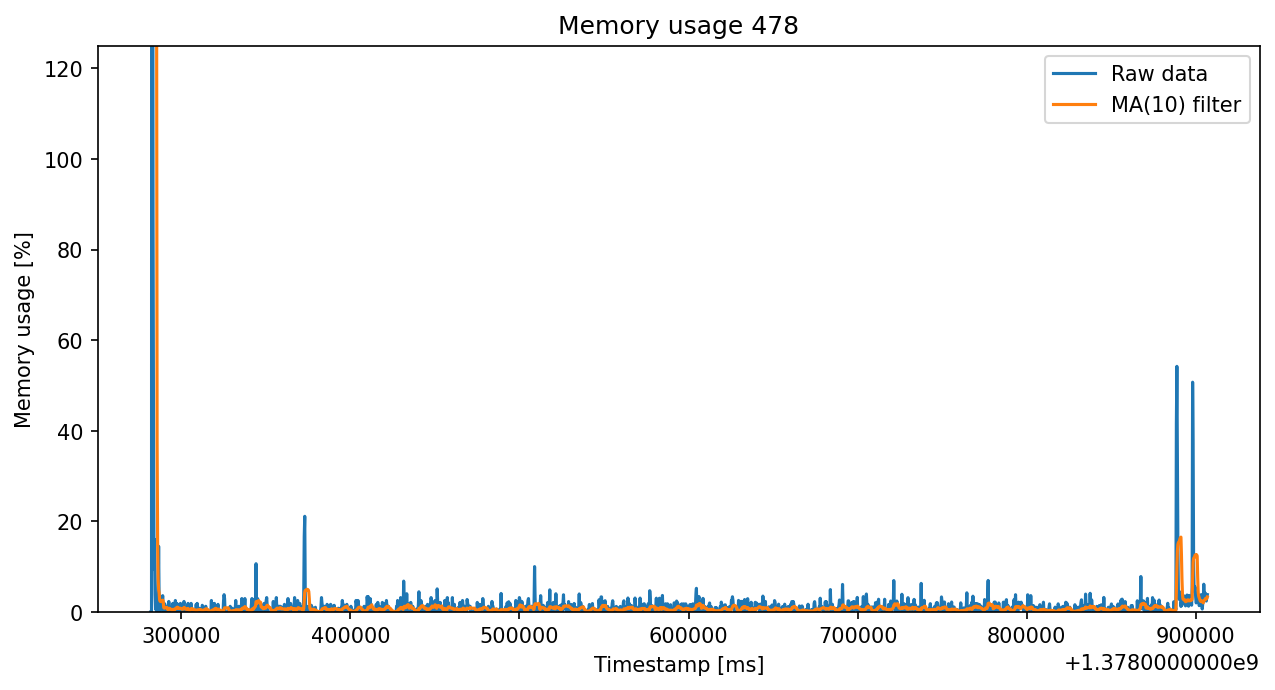 Memory usage 478
Raw data
MA(10) filter
Memory usage [%]
120
100
80
60
40
20
0
300000 400000 500000 600000 700000 800000 900000
Timestamp [ms]
+1.3780000000e9